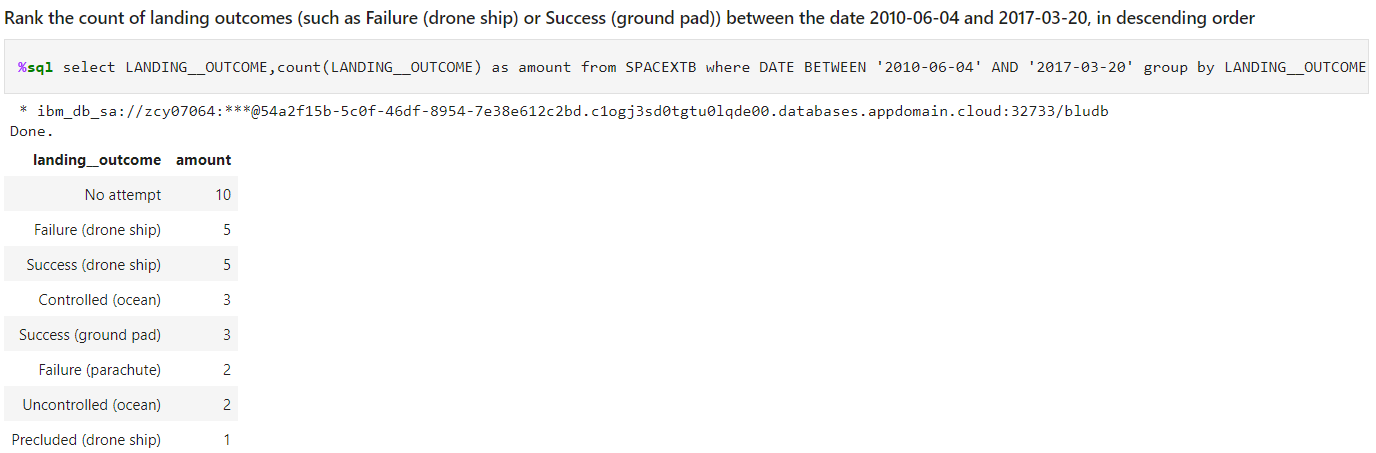 Rank the count of landing outcomes (such as Failure (drone ship) or Success (ground pad)) between the date 2010-06-04 and 2017-03-20, in descending order
%sql select LANDING__OUTCOME,count(LANDING__OUTCOME) as amount from SPACEXTB where DATE BETWEEN '2010-06-04' AND '2017-03-20' group by LANDING__OUTCOME
* ibm_db_sa://zcy07064:***@54a2f15b-5c0f-46df-8954-7e38e612c2bd.c1ogj3sd0tgtu0lqde00.databases.appdomain.cloud:32733/bludb
Done.
landing__outcome amount
No attempt 10
Failure (drone ship) 5
Success (drone ship) 5
Controlled (ocean) 3
Success (ground pad) 3
Failure (parachute) 2
Uncontrolled (ocean) 2
Precluded (drone ship) 1